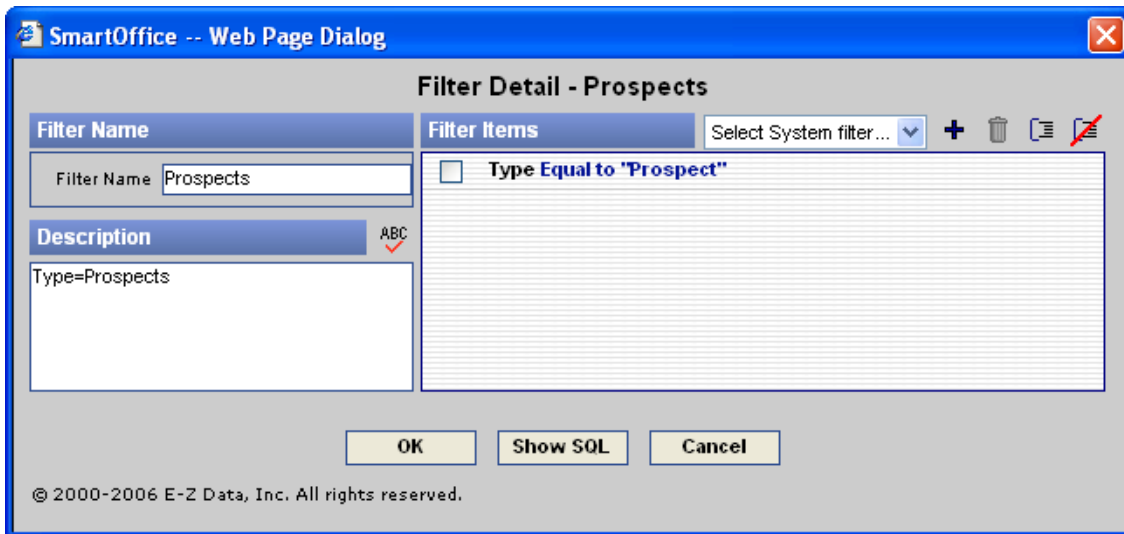 SmartOffice -- Web Page Dialog
Filter Detail - Prospects
Filter Name
Filter Items
Select System filter...
Filter Name Prospects
Type Equal to "Prospect"
Description
ABC
Type=Prospects
OK
Show SQL
Cancel
© 2000-2006 E-Z Data, Inc. All rights reserved.